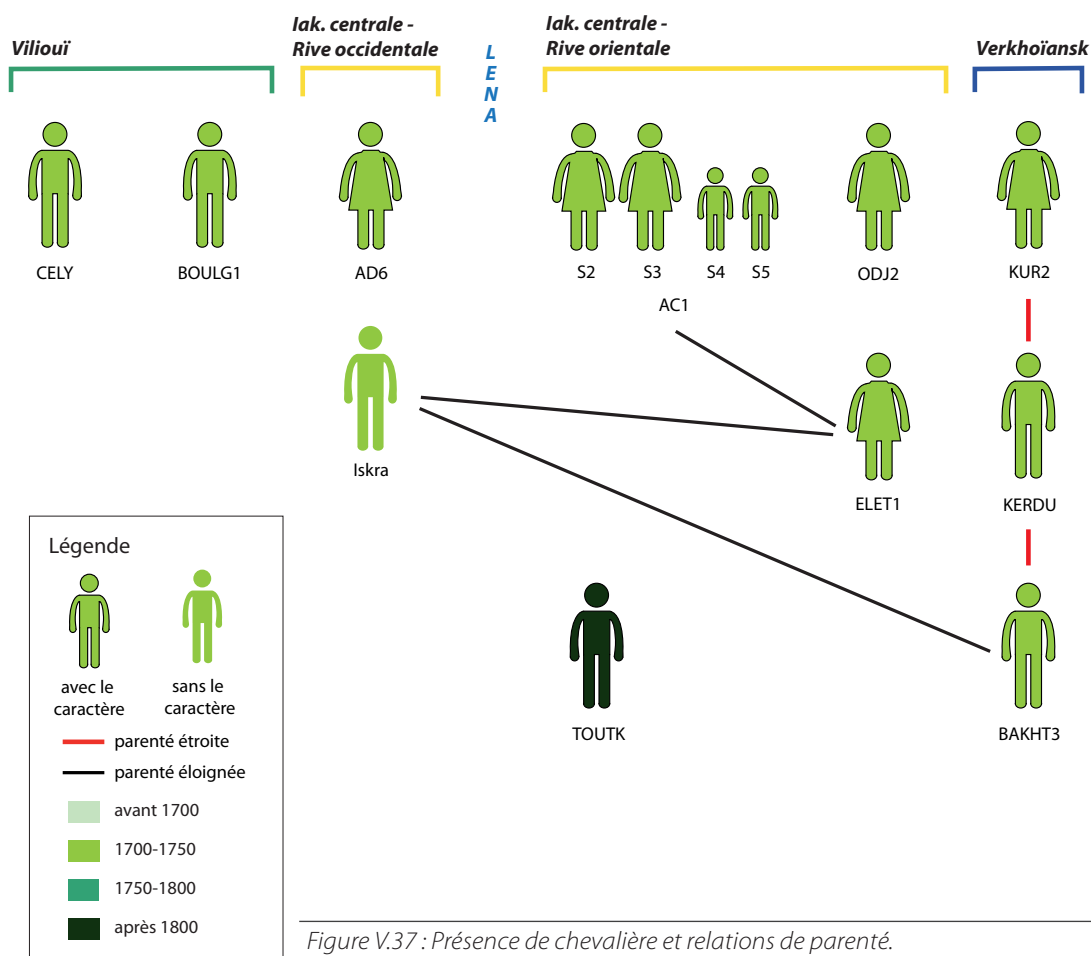 Viliouï
Iak. centrale -
Rive occidentale
LENA
Iak. centrale -
Rive orientale
Verkhoïansk
CELY
BOULG1
AD6
S2
S3
S4
S5
ODJ2
KUR2
AC1
Iskra
ELET1
KERDU
TOUTK
BAKHT3
Légende
avec le
caractère
sans le
caractère
parenté étroite
parenté éloignée
avant 1700
1700-1750
1750-1800
après 1800
Figure V.37 : Présence de chevalière et relations de parenté.